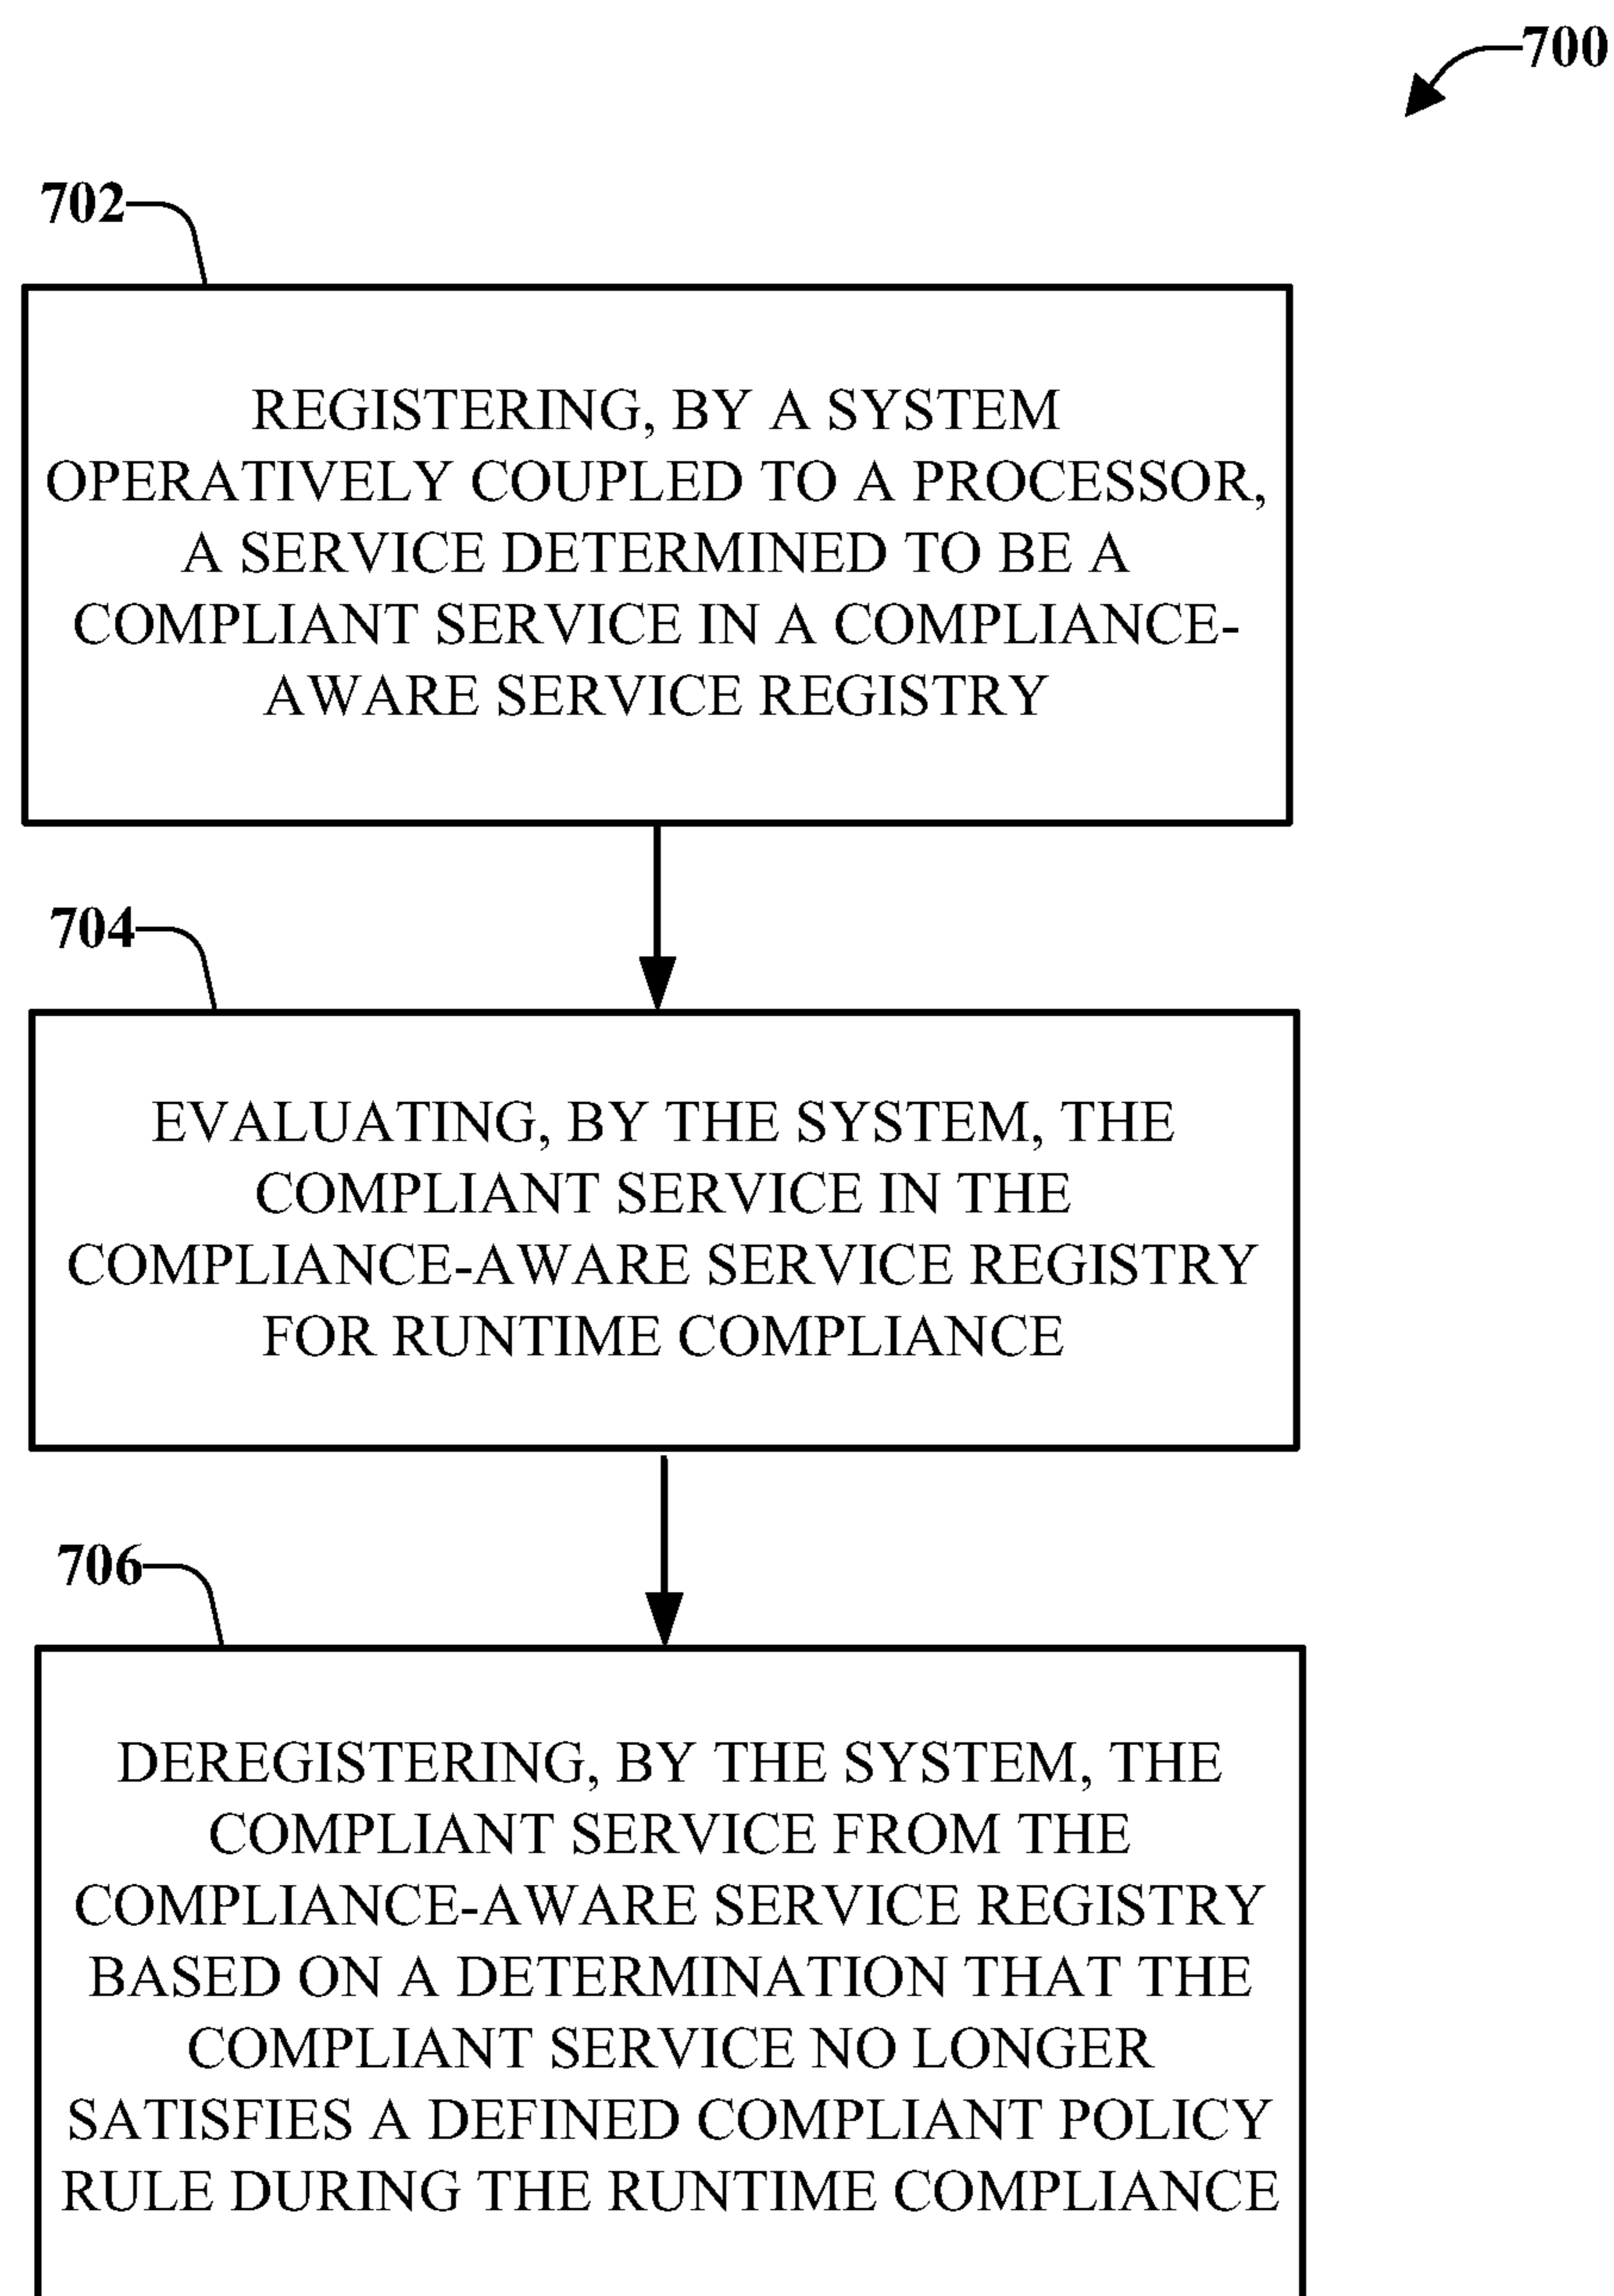 700
702
REGISTERING, BY A SYSTEM
OPERATIVELY COUPLED TO A PROCESSOR,
A SERVICE DETERMINED TO BE A
COMPLIANT SERVICE IN A COMPLIANCE-
AWARE SERVICE REGISTRY
704
EVALUATING, BY THE SYSTEM, THE
COMPLIANT SERVICE IN THE
COMPLIANCE-AWARE SERVICE REGISTRY
FOR RUNTIME COMPLIANCE
706
DEREGISTERING, BY THE SYSTEM, THE
COMPLIANT SERVICE FROM THE
COMPLIANCE-AWARE SERVICE REGISTRY
BASED ON A DETERMINATION THAT THE
COMPLIANT SERVICE NO LONGER
SATISFIES A DEFINED COMPLIANT POLICY
RULE DURING THE RUNTIME COMPLIANCE